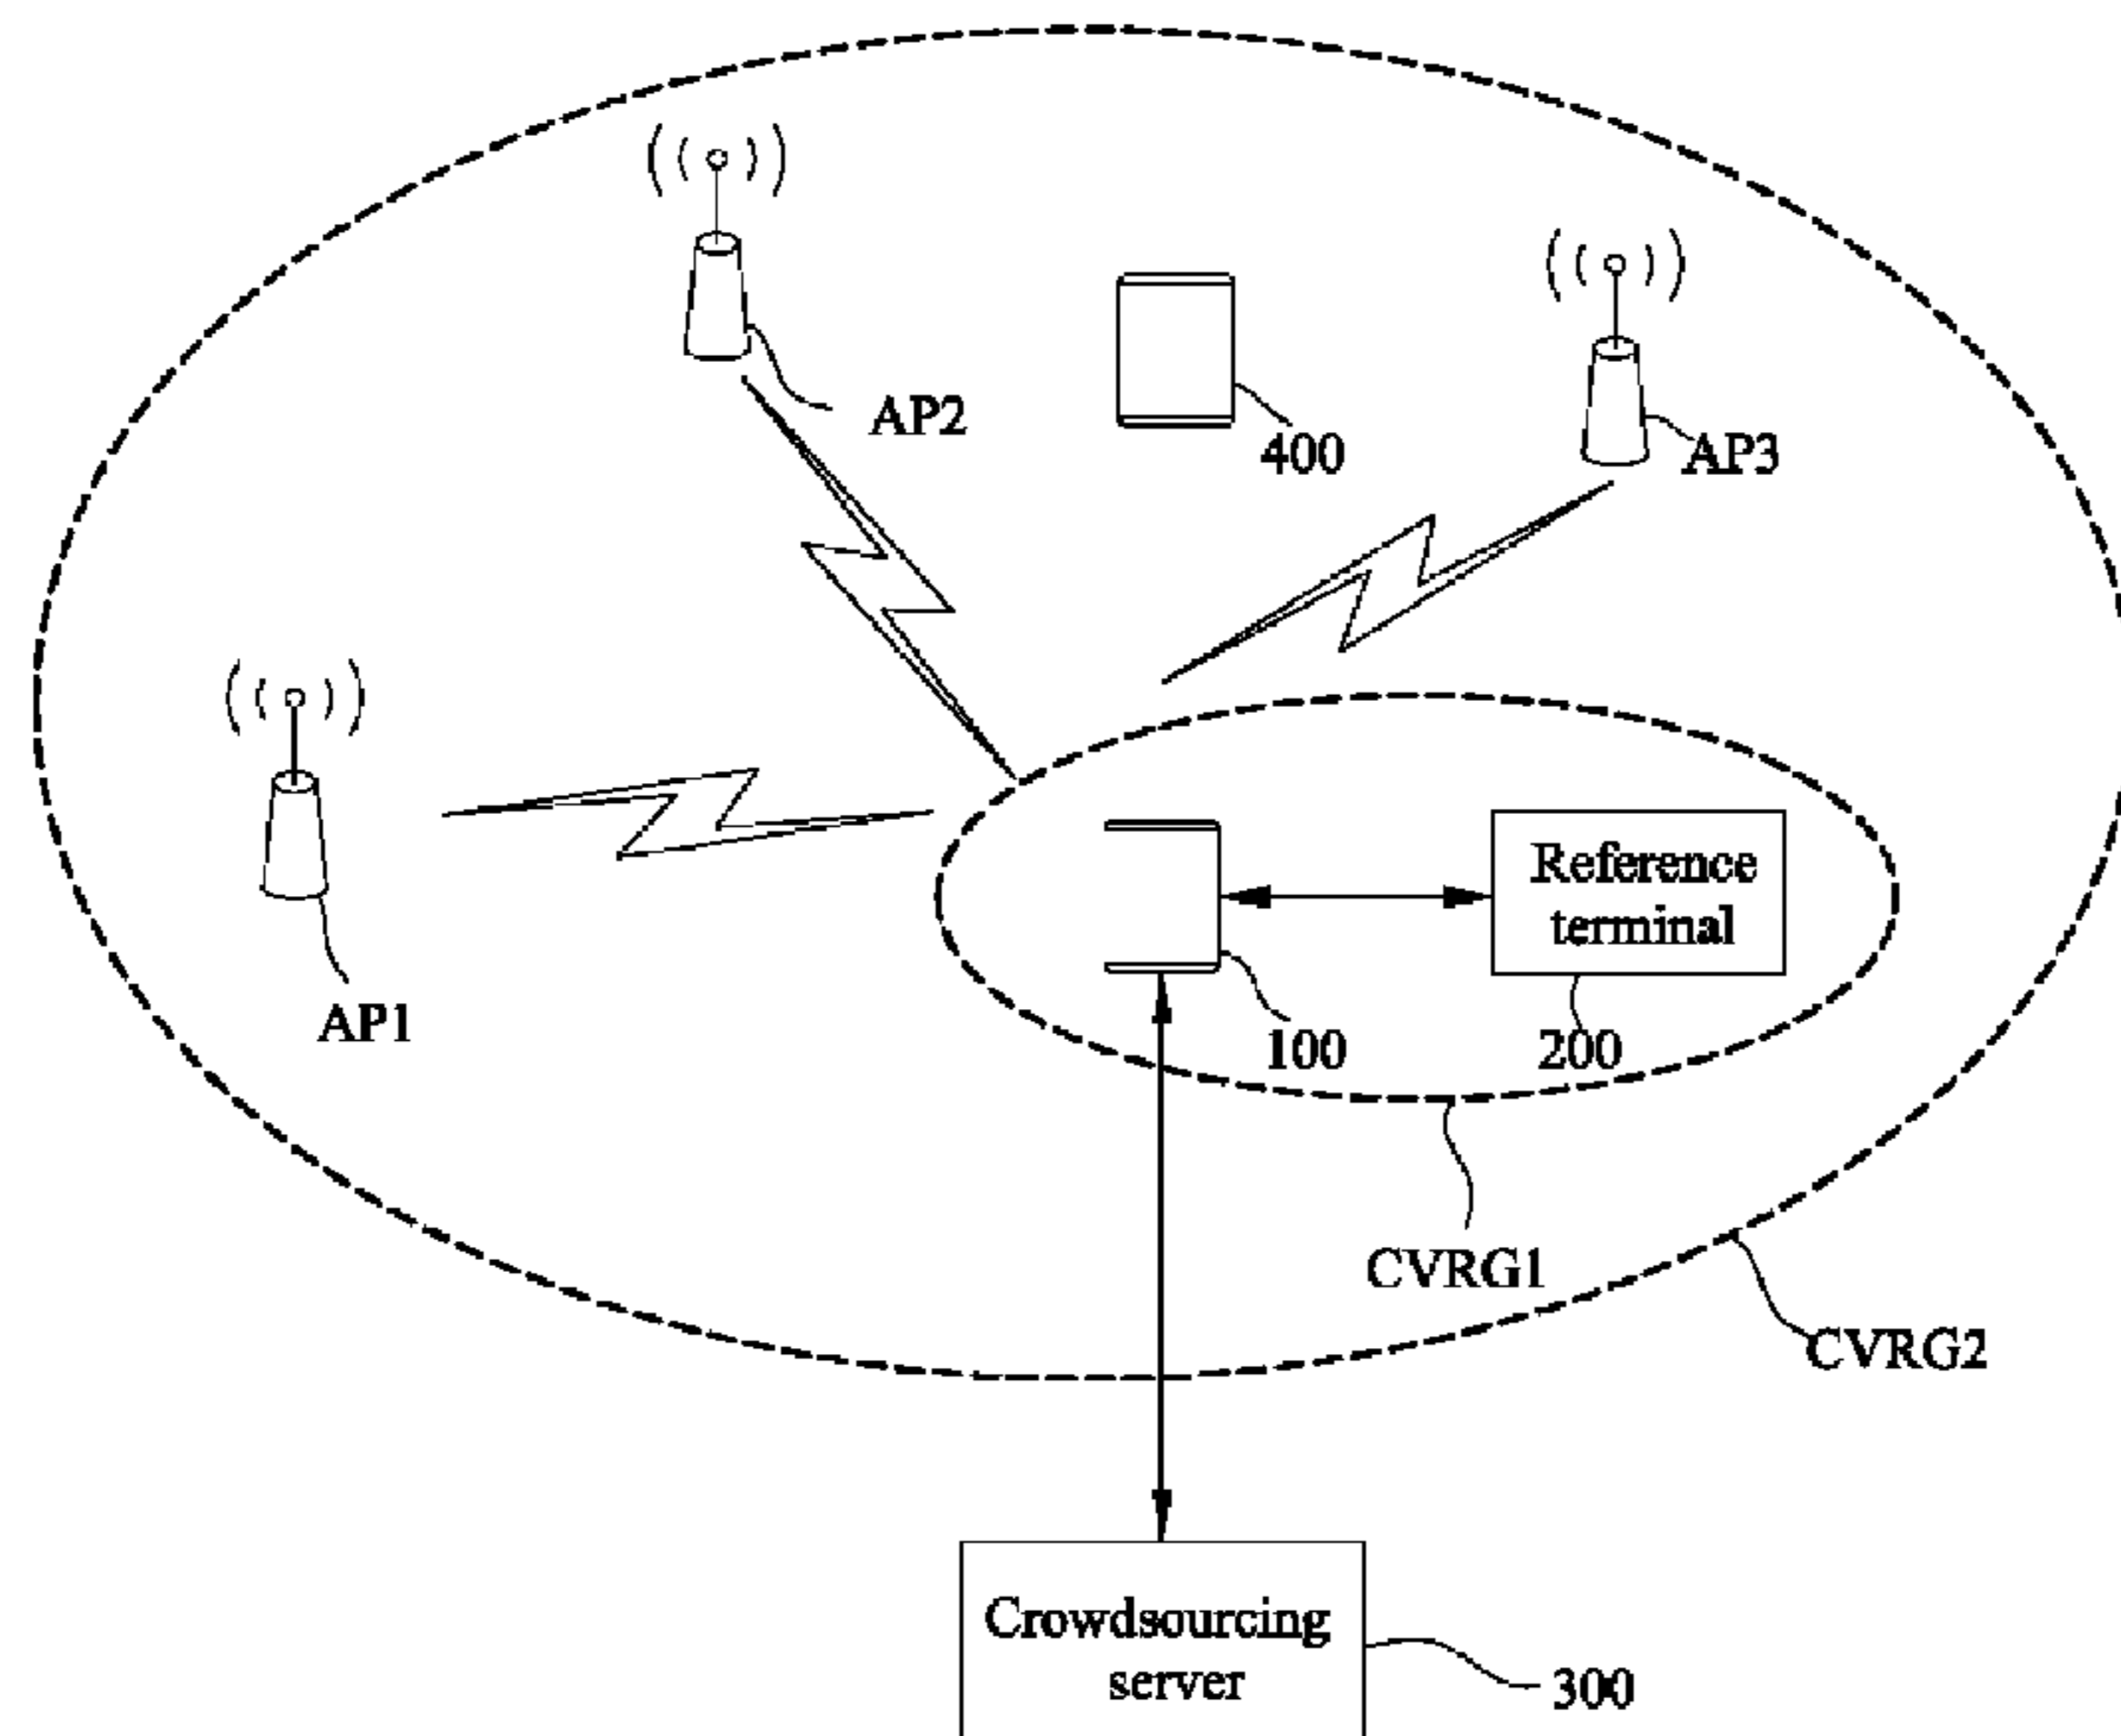 AP2
400
AP3
AP1
Reference
terminal
100
200
CVRG1
CVRG2
Crowdsourcing
server
300